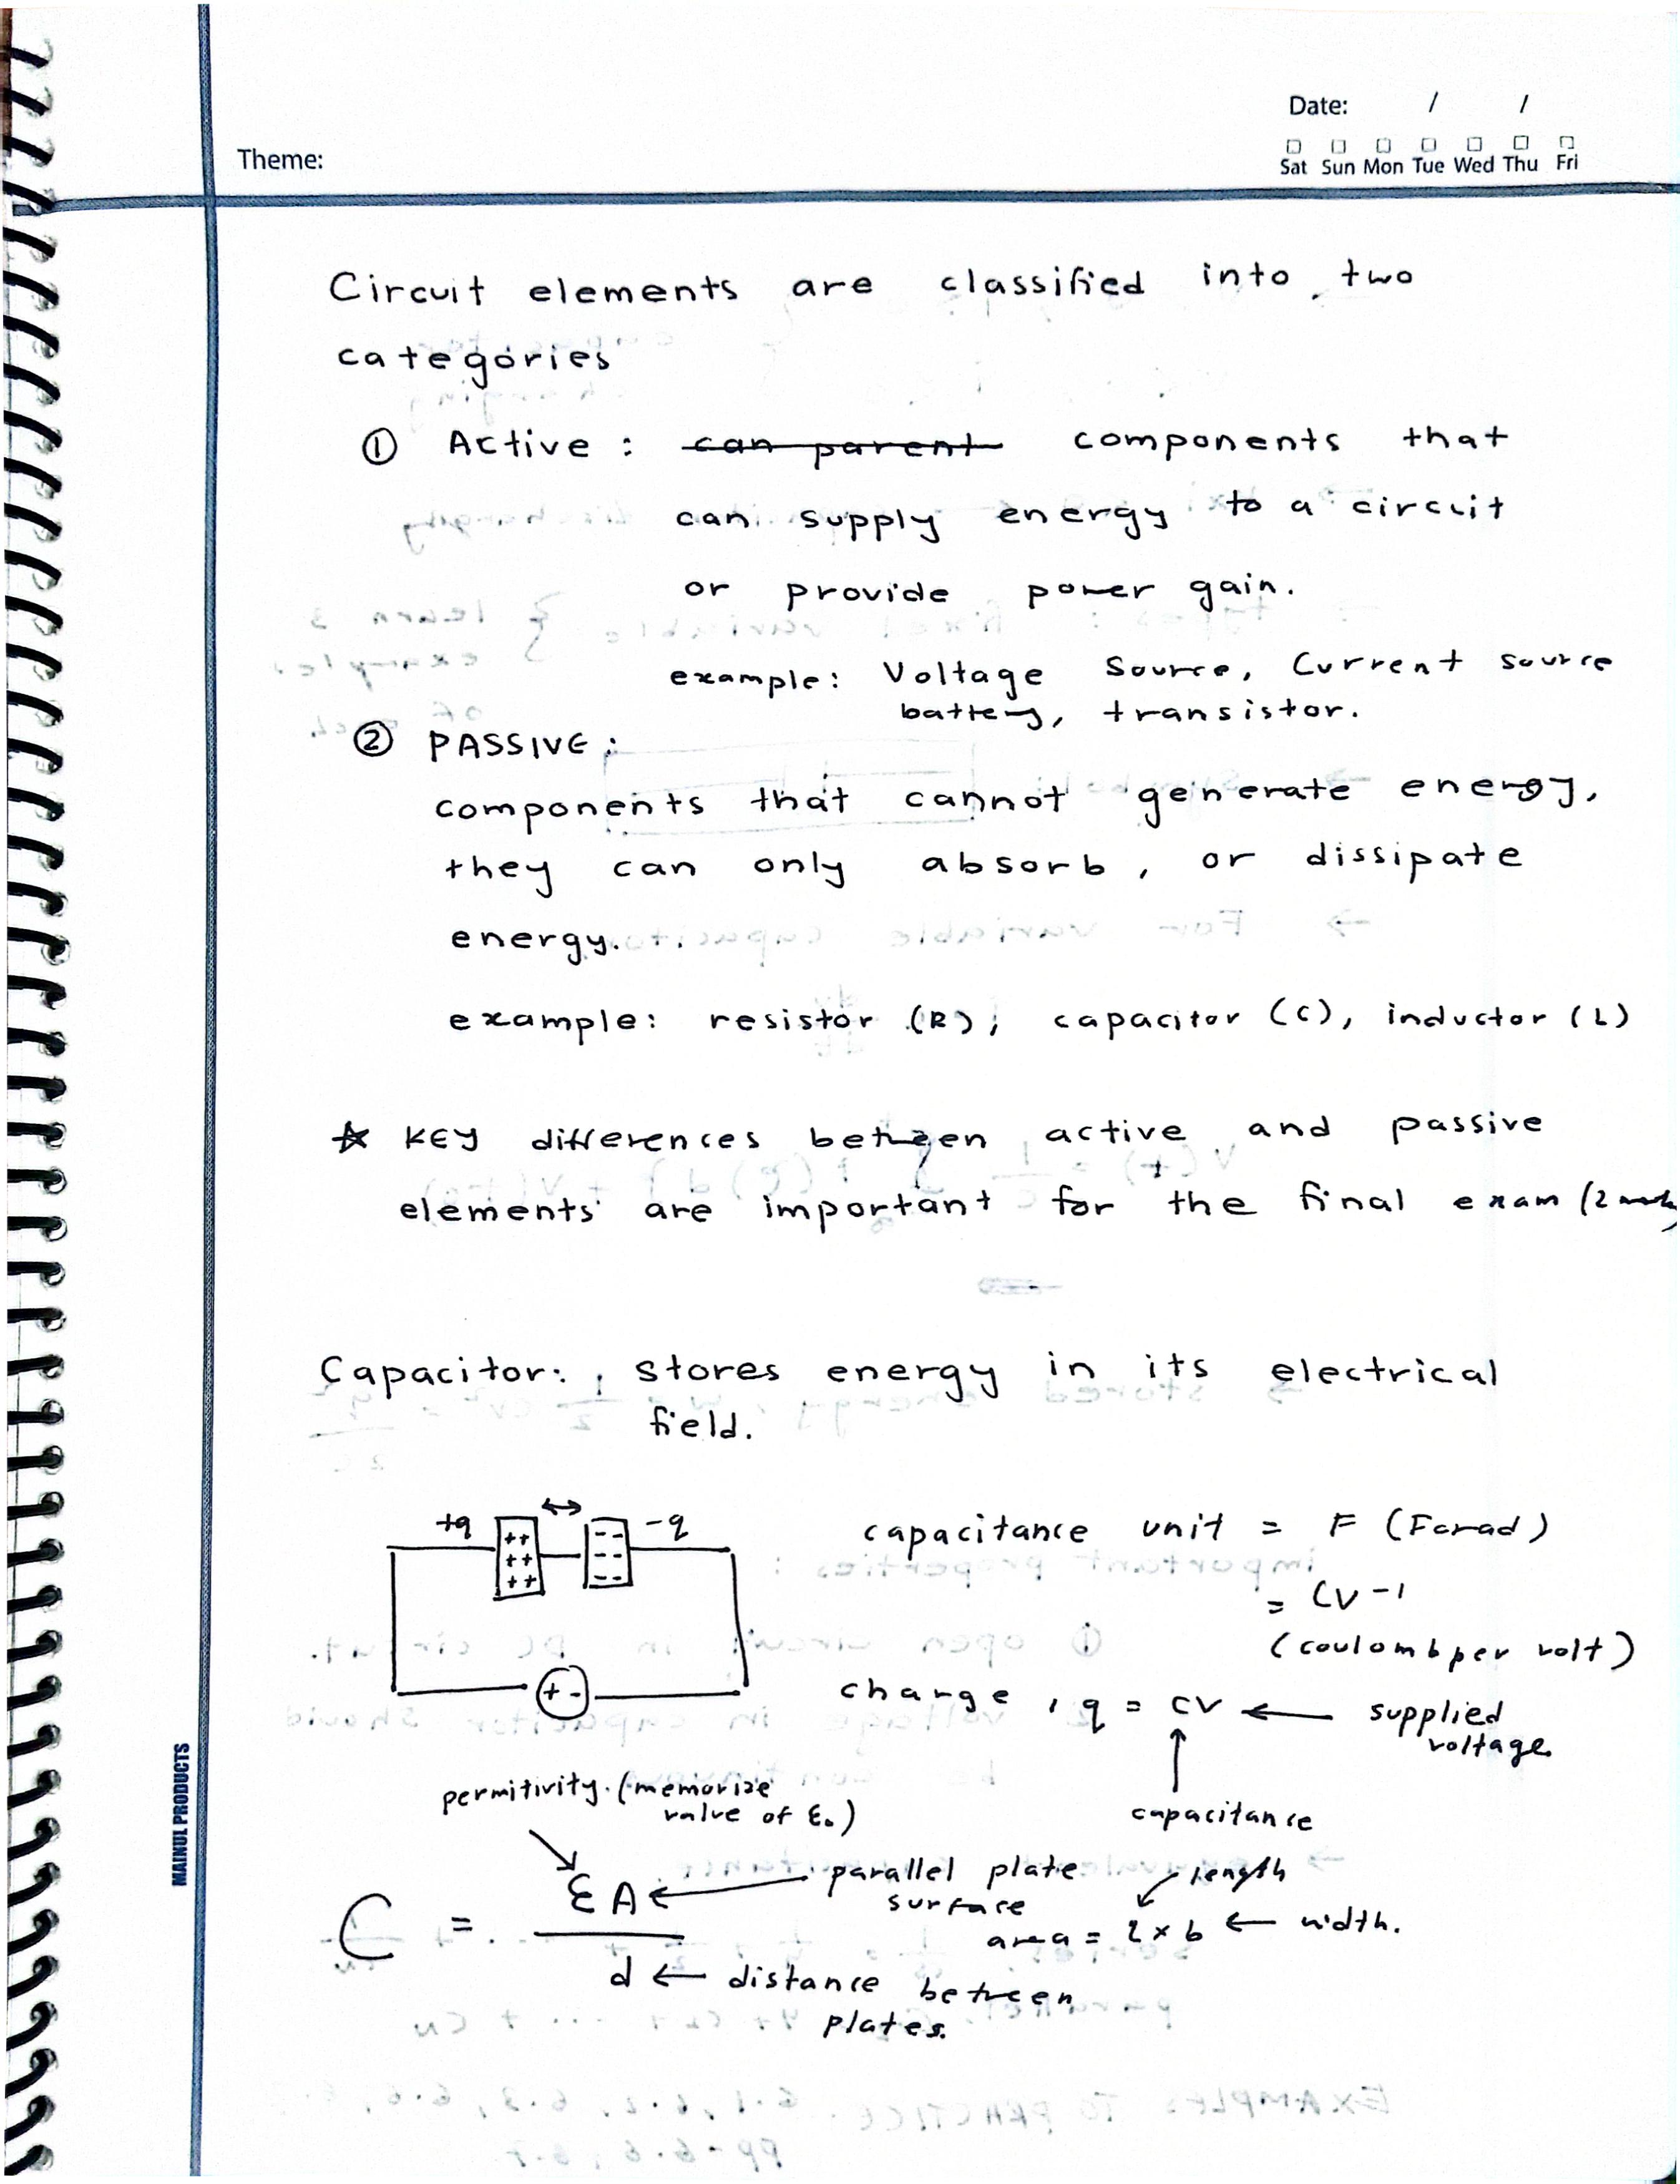 Date: / /
Sat Sun Mon Tue Wed Thu Fri
Theme:
Circuit elements are classified into two
categories
① Active : can parent components that
can supply energy to a circuit
or provide power gain.
example: Voltage Source, Current source
battery, transistor.
② PASSIVE:
components that cannot generate energy,
they can only absorb, or dissipate
energy.
example: resistor (R), capacitor (C), inductor (L)
☆ KEY differences between active and passive
elements are important for the final exam (2 marks)
Capacitor: stores energy in its electrical
field.
+q ↔ -q
++ --
++ --
++ --
+ -
capacitance unit = F (Farad)
= CV-1
(coulomb per volt)
charge, q = CV ← supplied
voltage
↑
capacitance
permitivity. (memorize
value of ε₀)
C = εA / d
← parallel plate
surface
area = l × b ← width.
length
d ← distance between
plates.
MAINUL PRODUCTS